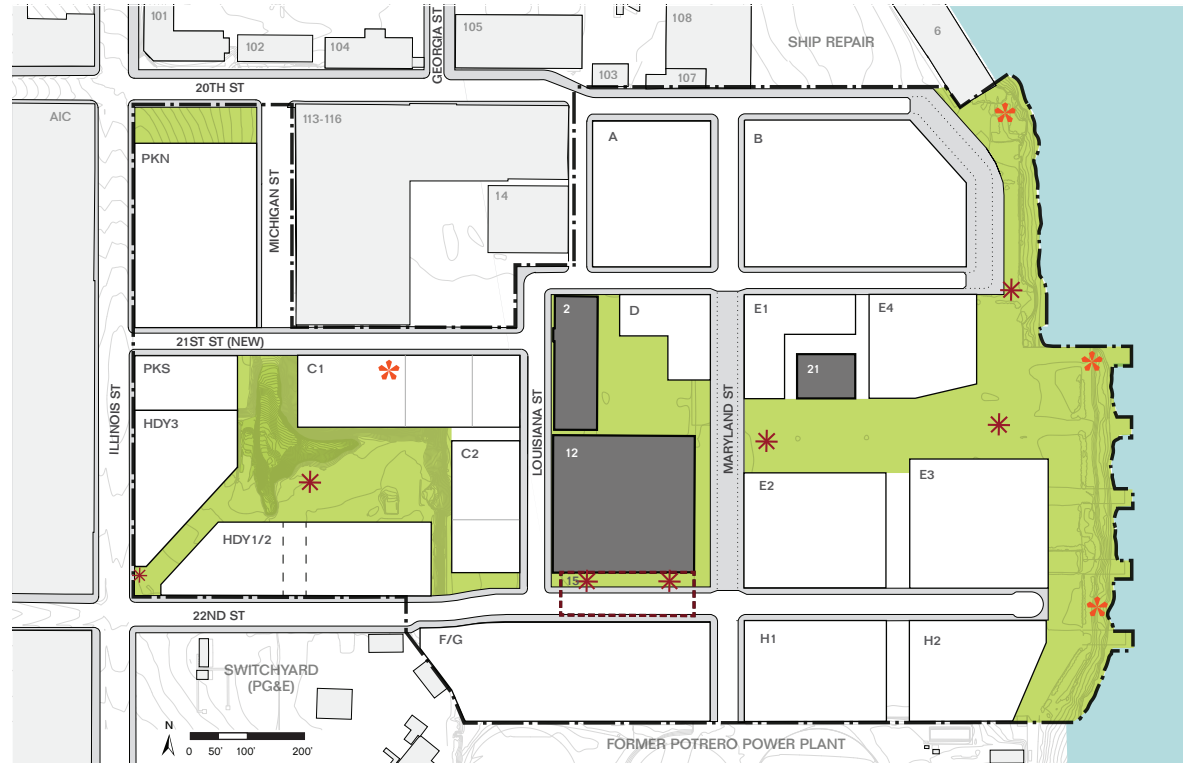 101
102
104
GEORGIA ST
105
108
103
107
SHIP REPAIR
6
20TH ST
AIC
PKN
MICHIGAN ST
113-116
14
A
B
21ST ST (NEW)
PKS
C1
HDY3
C2
HDY1/2
ILLINOIS ST
LOUISIANA ST
2
D
12
15
MARYLAND ST
E1
E4
21
E2
E3
22ND ST
F/G
H1
H2
SWITCHYARD
(PG&E)
N
0 50' 100' 200'
FORMER POTRERO POWER PLANT